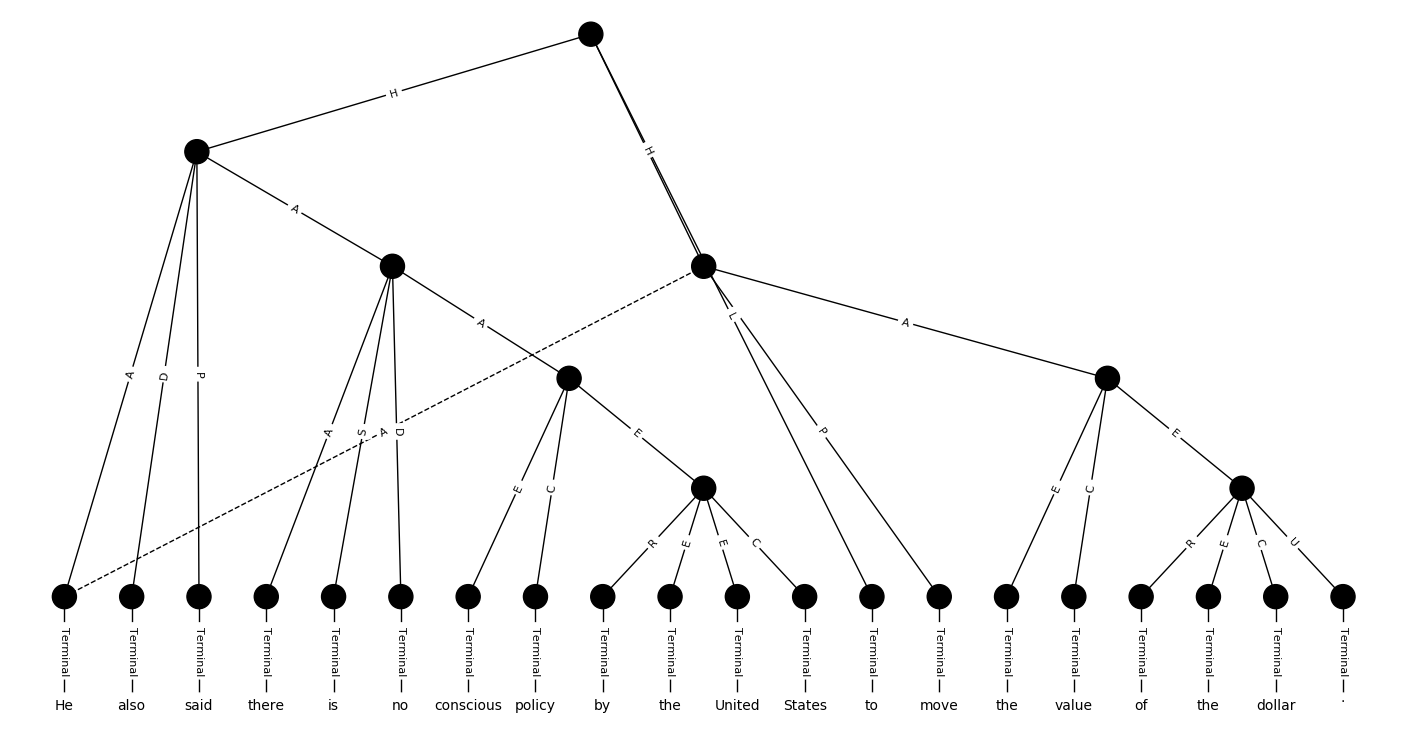 H
H
A
A
D
P
A
A
S
A
D
L
P
A
E
C
E
E
C
E
R
E
E
C
R
E
C
U
Terminal Terminal Terminal Terminal Terminal Terminal Terminal Terminal Terminal Terminal Terminal Terminal Terminal Terminal Terminal Terminal Terminal Terminal Terminal Terminal
He also said there is no conscious policy by the United States to move the value of the dollar .